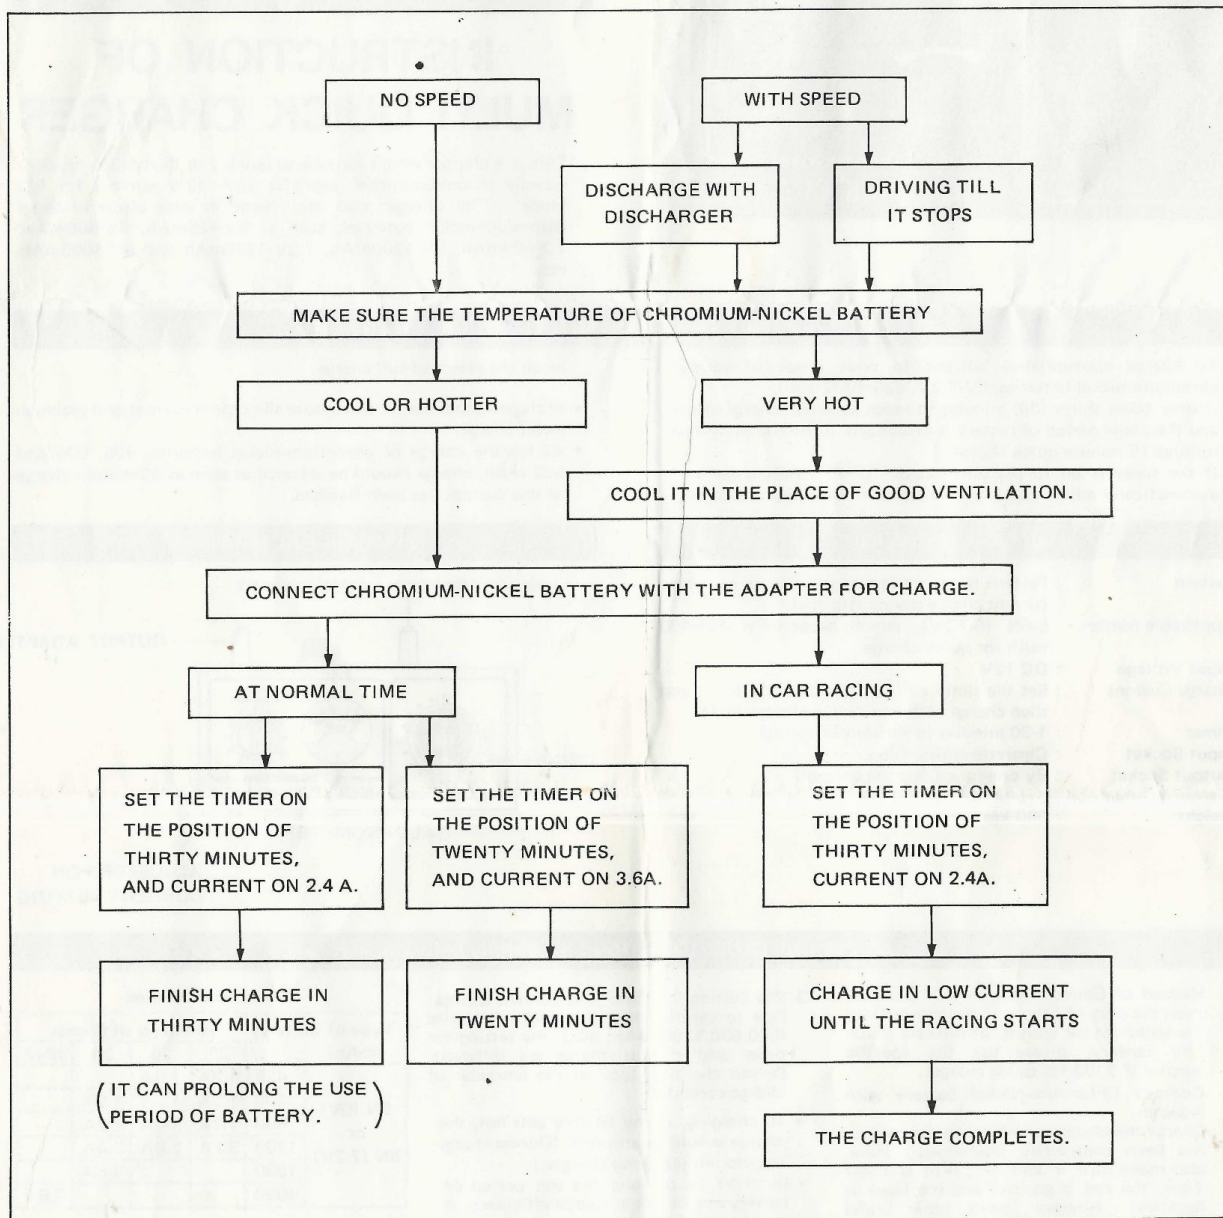 NO SPEED
WITH SPEED
DISCHARGE WITH
DISCHARGER
DRIVING TILL
IT STOPS
MAKE SURE THE TEMPERATURE OF CHROMIUM-NICKEL BATTERY
COOL OR HOTTER
VERY HOT
COOL IT IN THE PLACE OF GOOD VENTILATION.
CONNECT CHROMIUM-NICKEL BATTERY WITH THE ADAPTER FOR CHARGE.
AT NORMAL TIME
IN CAR RACING
SET THE TIMER ON
THE POSITION OF
THIRTY MINUTES,
AND CURRENT ON 2.4 A.
SET THE TIMER ON
THE POSITION OF
TWENTY MINUTES,
AND CURRENT ON 3.6A.
SET THE TIMER ON
THE POSITION OF
THIRTY MINUTES,
CURRENT ON 2.4A.
FINISH CHARGE IN
THIRTY MINUTES
FINISH CHARGE IN
TWENTY MINUTES
CHARGE IN LOW CURRENT
UNTIL THE RACING STARTS
(IT CAN PROLONG THE USE
PERIOD OF BATTERY.)
THE CHARGE COMPLETES.